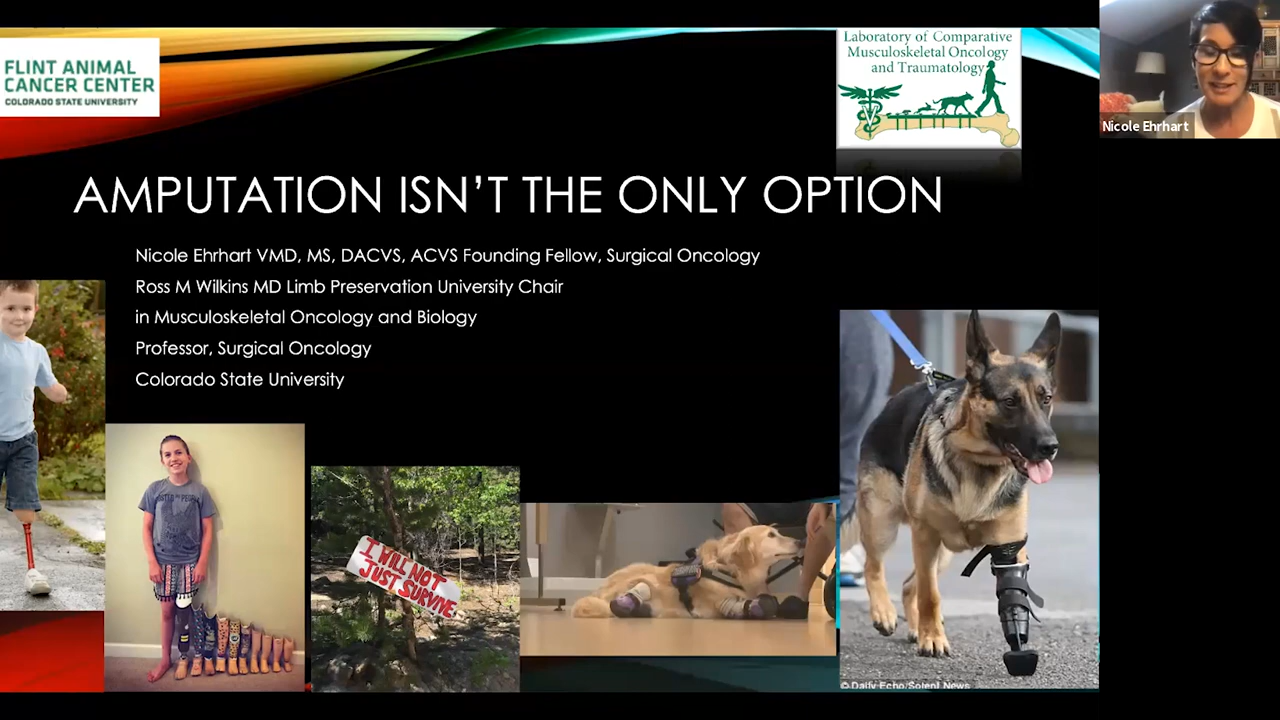 FLINT ANIMAL
CANCER CENTER
COLORADO STATE UNIVERSITY
Laboratory of Comparative
Musculoskeletal Oncology
and Traumatology
Nicole Ehrhart
AMPUTATION ISN’T THE ONLY OPTION
Nicole Ehrhart VMD, MS, DACVS, ACVS Founding Fellow, Surgical Oncology
Ross M Wilkins MD Limb Preservation University Chair
in Musculoskeletal Oncology and Biology
Professor, Surgical Oncology
Colorado State University
I WILL NOT
JUST SURVIVE
© Daily Echo/Solent News